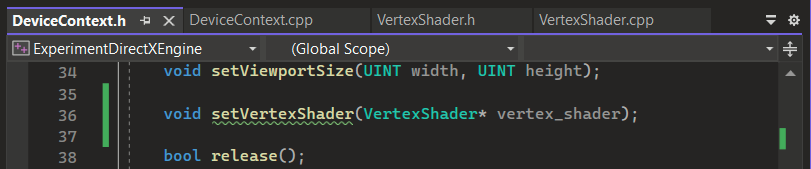 DeviceContext.h DeviceContext.cpp VertexShader.h VertexShader.cpp
ExperimentDirectXEngine (Global Scope)
34 void setViewportSize(UINT width, UINT height);
35
36 void setVertexShader(VertexShader* vertex_shader);
37
38 bool release();